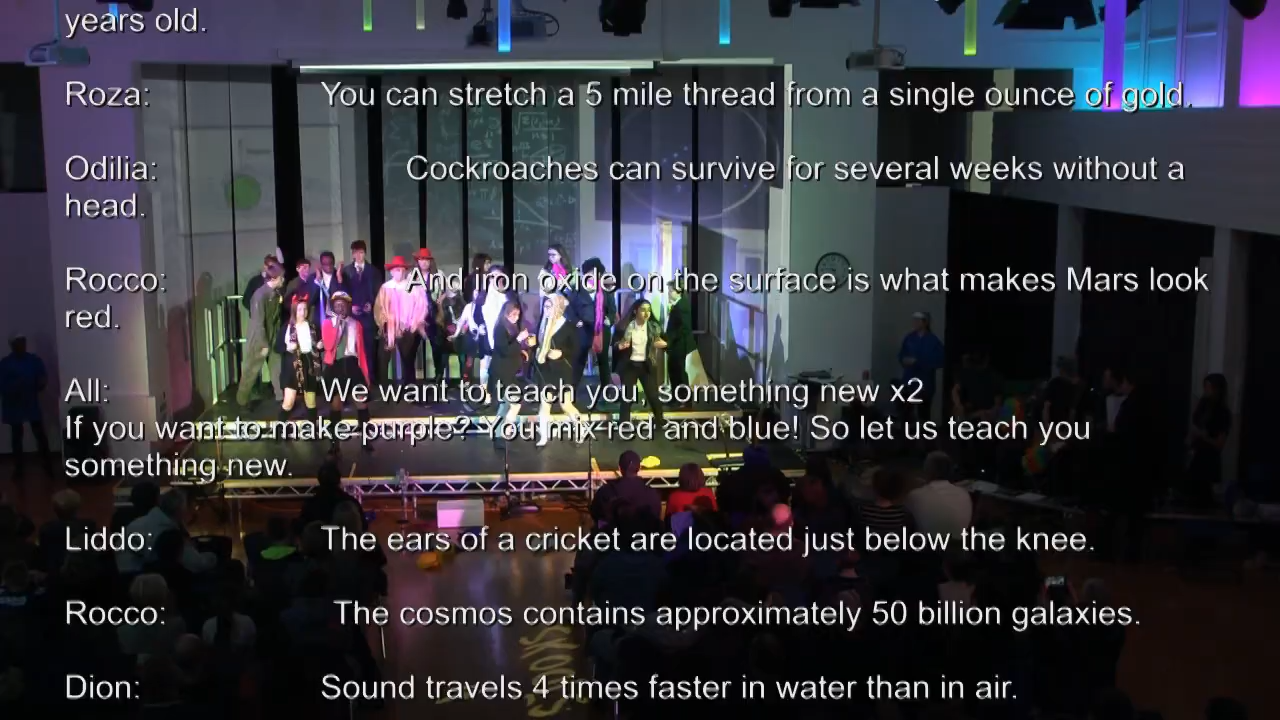 years old.
Roza: You can stretch a 5 mile thread from a single ounce of gold.
Odilia: Cockroaches can survive for several weeks without a
head.
Rocco: And iron oxide on the surface is what makes Mars look
red.
All: We want to teach you, something new x2
If you want to make purple? You mix red and blue! So let us teach you
something new.
Liddo: The ears of a cricket are located just below the knee.
Rocco: The cosmos contains approximately 50 billion galaxies.
Dion: Sound travels 4 times faster in water than in air.